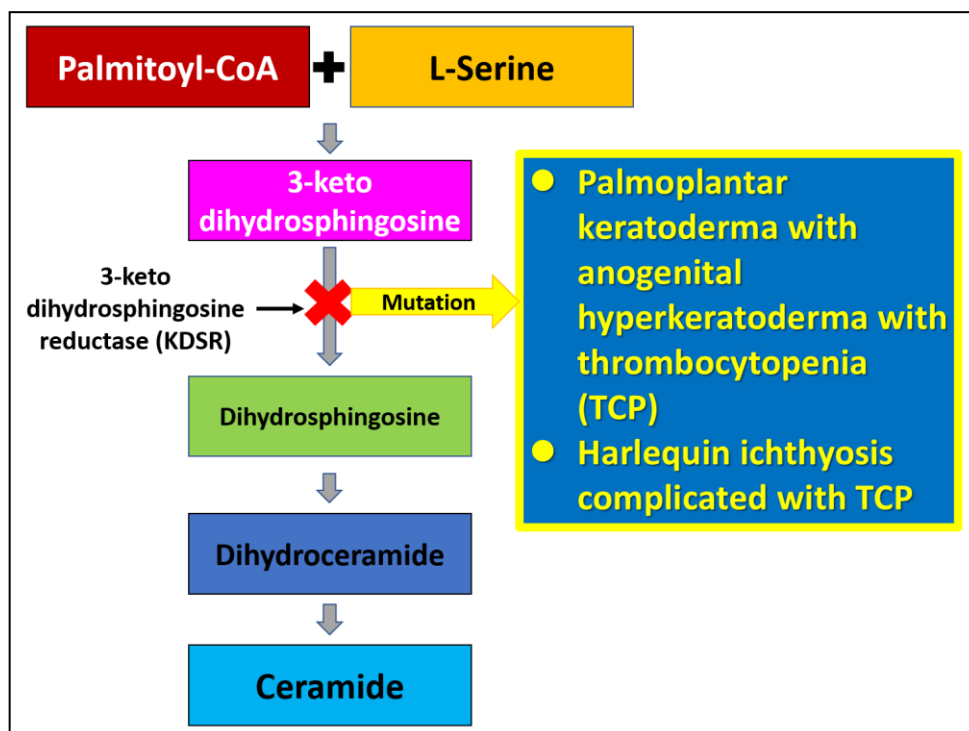 Palmitoyl-CoA
L-Serine
3-keto
dihydrosphingosine
3-keto
dihydrosphingosine
reductase (KDSR)
Mutation
Palmoplantar
keratoderma with
anogenital
hyperkeratoderma with
thrombocytopenia
(TCP)
Harlequin ichthyosis
complicated with TCP
Dihydrosphingosine
Dihydroceramide
Ceramide